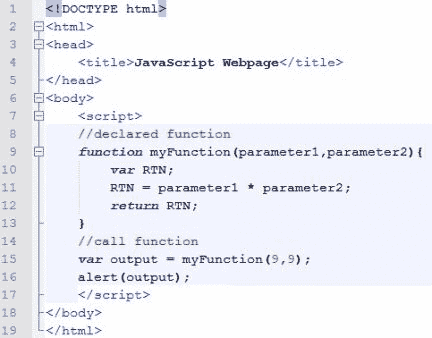 1 <!DOCTYPE html>
2 <html>
3 <head>
4 <title>JavaScript Webpage</title>
5 </head>
6 <body>
7 <script>
8 //declared function
9 function myFunction(parameter1,parameter2){
10 var RTN;
11 RTN = parameter1 * parameter2;
12 return RTN;
13 }
14 //call function
15 var output = myFunction(9,9);
16 alert(output);
17 </script>
18 </body>
19 </html>